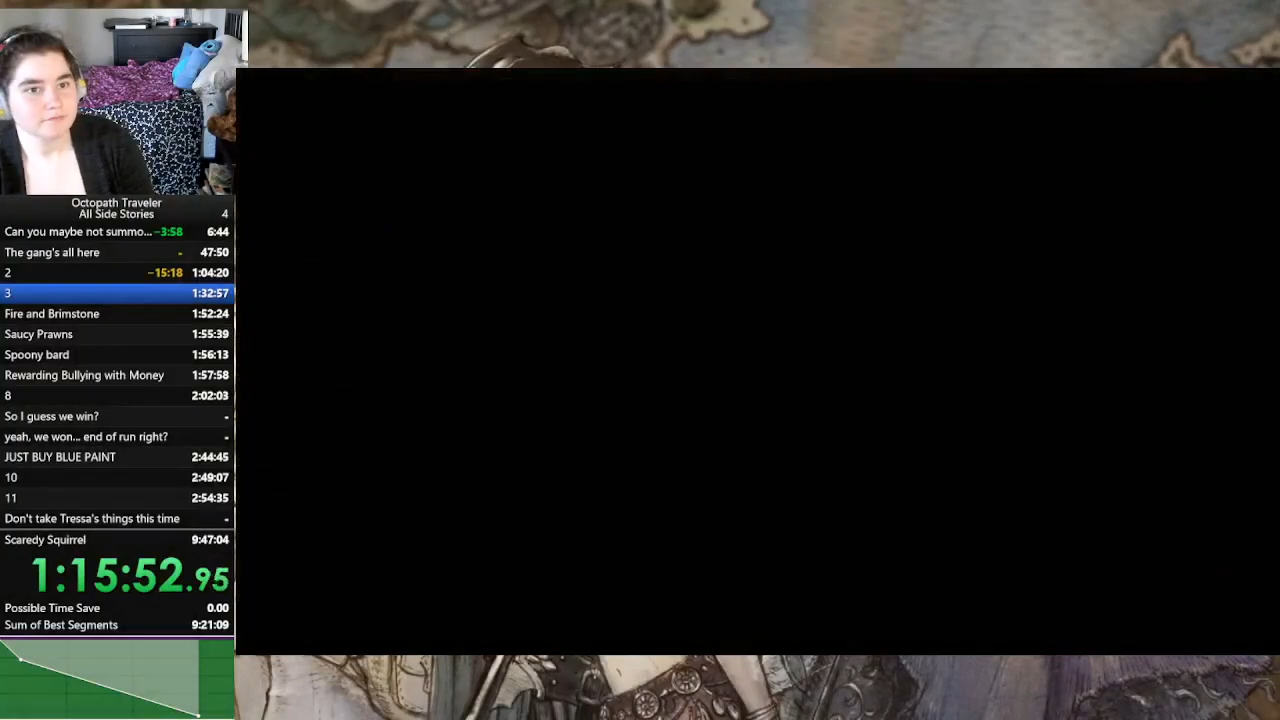 Octopath Traveler
All Side Stories 4
Can you maybe not summo... −3:58 6:44
The gang's all here - 47:50
2 −15:18 1:04:20
3 1:32:57
Fire and Brimstone 1:52:24
Saucy Prawns 1:55:39
Spoony bard 1:56:13
Rewarding Bullying with Money 1:57:58
8 2:02:03
So I guess we win? -
yeah, we won... end of run right? -
JUST BUY BLUE PAINT 2:44:45
10 2:49:07
11 2:54:35
Don't take Tressa's things this time -
Scaredy Squirrel 9:47:04
1:15:52.95
Possible Time Save 0.00
Sum of Best Segments 9:21:09